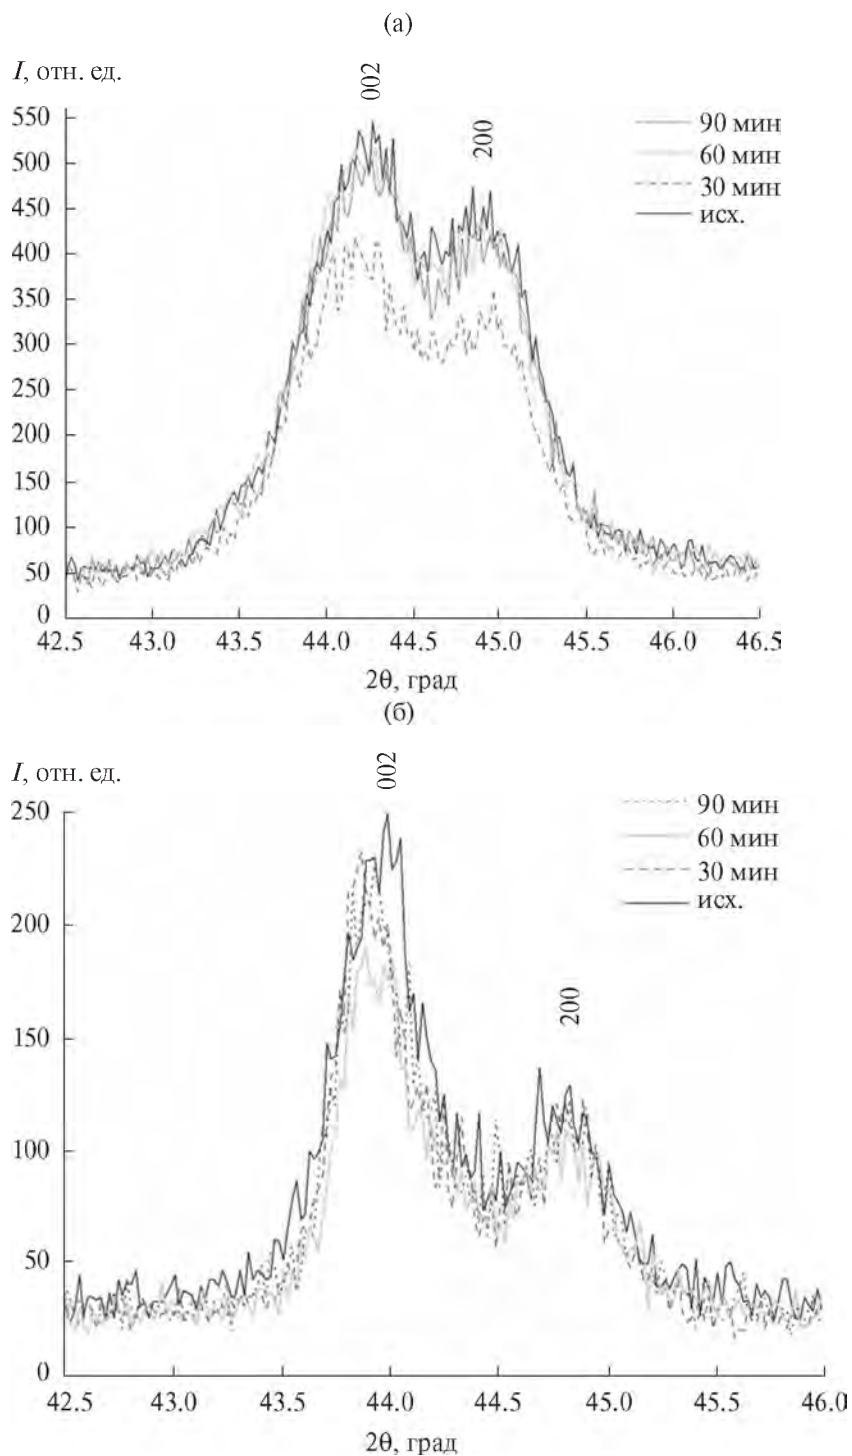 (а)
I, отн. ед.
002
200
550
500
450
400
350
300
250
200
150
100
50
0
90 мин
60 мин
30 мин
исх.
42.5 43.0 43.5 44.0 44.5 45.0 45.5 46.0 46.5
2θ, град
(б)
I, отн. ед.
002
200
250
200
150
100
50
0
90 мин
60 мин
30 мин
исх.
42.5 43.0 43.5 44.0 44.5 45.0 45.5 46.0
2θ, град